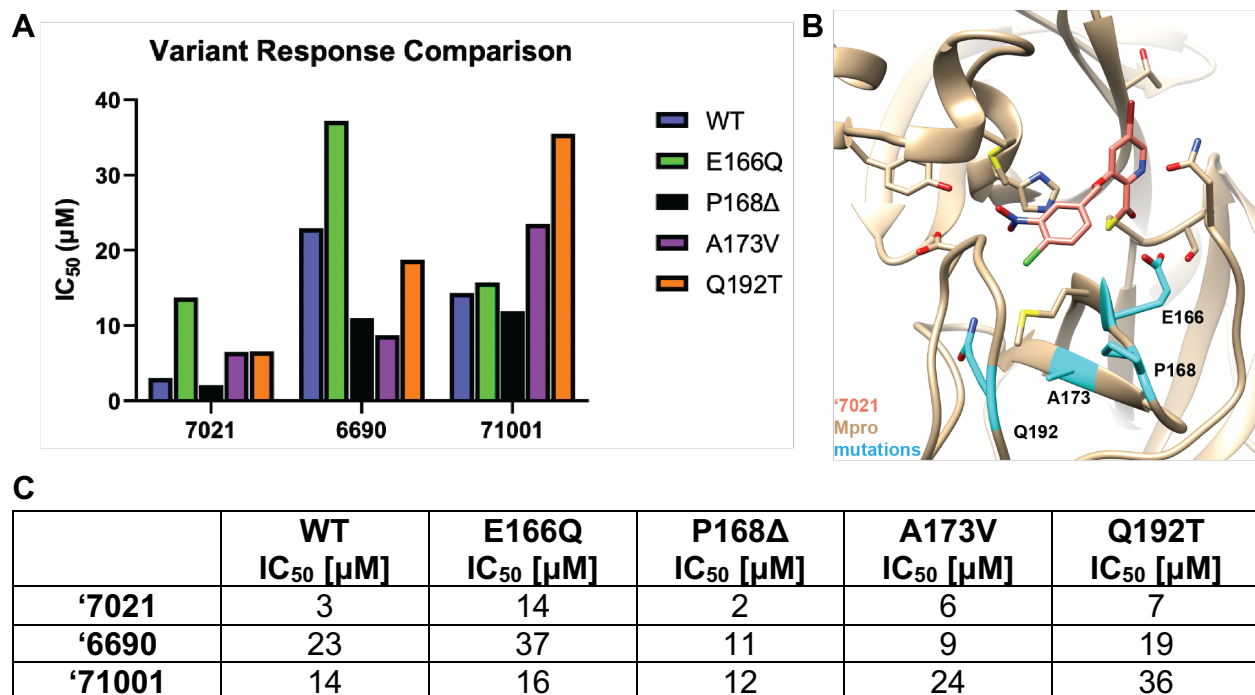 A
Variant Response Comparison
IC50 (µM)
40
30
20
10
0
7021
6690
71001
WT
E166Q
P168Δ
A173V
Q192T
B
E166
P168
A173
Q192
‘7021
Mpro
mutations
C
WT E166Q P168Δ A173V Q192T
IC50 [µM] IC50 [µM] IC50 [µM] IC50 [µM] IC50 [µM]
‘7021 3 14 2 6 7
‘6690 23 37 11 9 19
‘71001 14 16 12 24 36